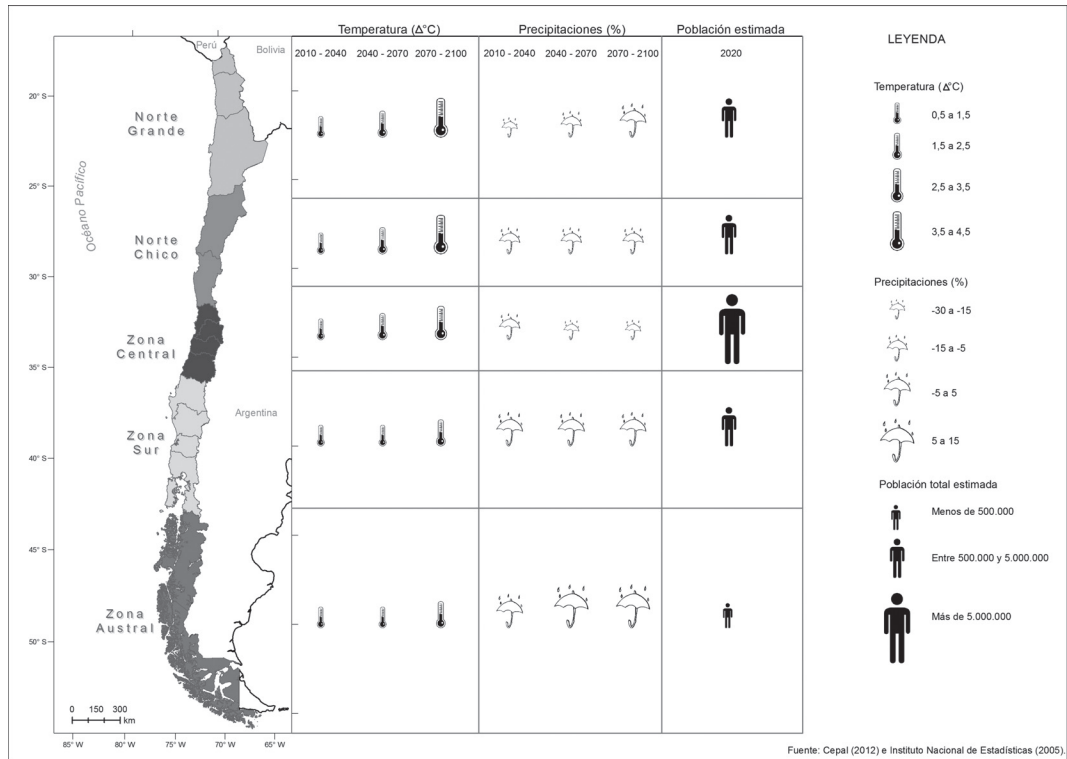 Temperatura (Δ°C)
Precipitaciones (%)
Población estimada
2010 - 2040
2040 - 2070
2070 - 2100
2010 - 2040
2040 - 2070
2070 - 2100
2020
Perú
Bolivia
20° S
25° S
30° S
35° S
40° S
45° S
50° S
Océano Pacífico
Norte
Grande
Norte
Chico
Zona
Central
Argentina
Zona
Sur
Zona
Austral
0 150 300
km
85° W
80° W
75° W
70° W
65° W
LEYENDA
Temperatura (Δ°C)
0,5 a 1,5
1,5 a 2,5
2,5 a 3,5
3,5 a 4,5
Precipitaciones (%)
-30 a -15
-15 a -5
-5 a 5
5 a 15
Población total estimada
Menos de 500.000
Entre 500.000 y 5.000.000
Más de 5.000.000
Fuente: Cepal (2012) e Instituto Nacional de Estadísticas (2005).